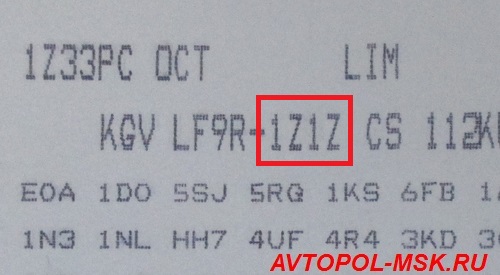 1Z33PC OCT LIM
KGV LF9R-1Z1Z CS 112K
E0A 1D0 5SJ 5RG 1KS 6FB
1N3 1NL HH7 4UF 4R4 3KD
AVTOPOL-MSK.RU